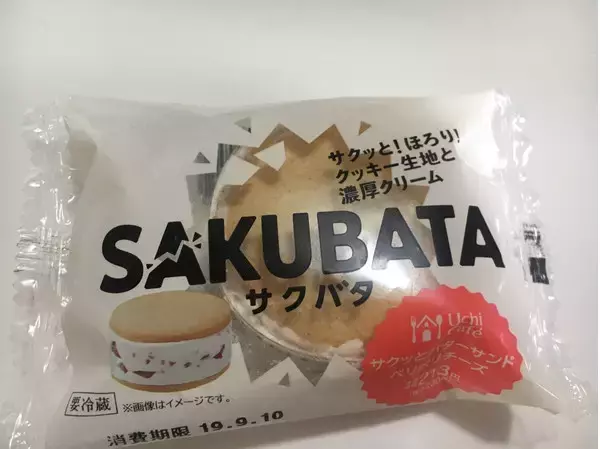 サクッと!ほろり!
クッキー生地と
濃厚クリーム
SAKUBATA
サクバタ
Uchi
Café
サクッとバターサンド
チーズ
要冷蔵
※画像はイメージです。
消費期限 19.9.10